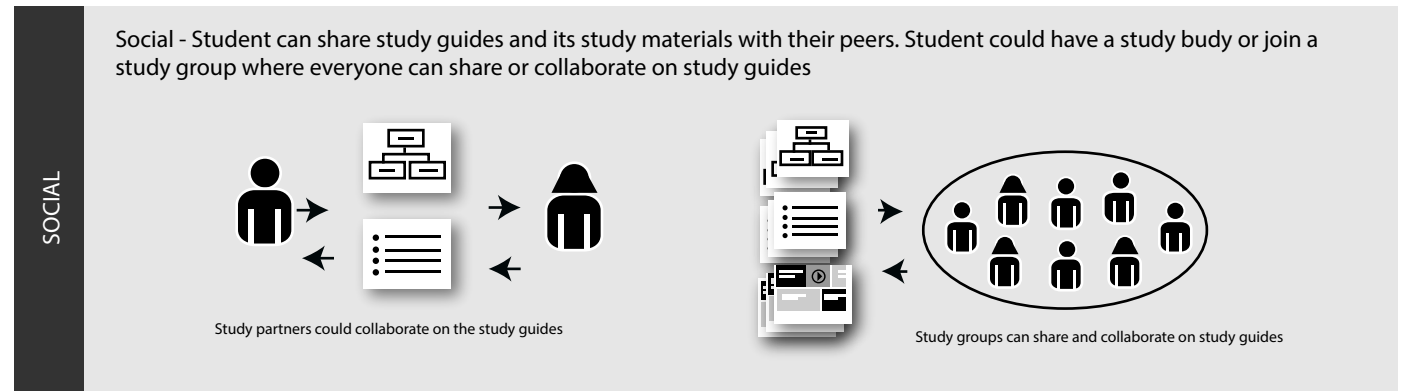 SOCIAL
Social - Student can share study guides and its study materials with their peers. Student could have a study budy or join a
study group where everyone can share or collaborate on study guides
Study partners could collaborate on the study guides
Study groups can share and collaborate on study guides